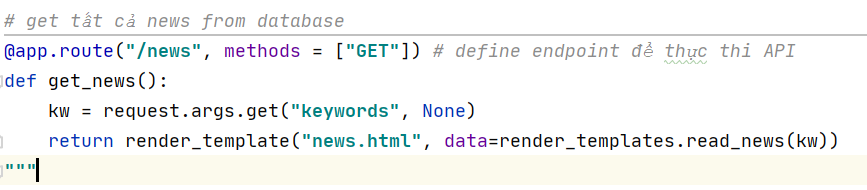 # get tất cả news from database
@app.route("/news", methods = ["GET"]) # define endpoint để thực thi API
def get_news():
    kw = request.args.get("keywords", None)
    return render_template("news.html", data=render_templates.read_news(kw))
"""